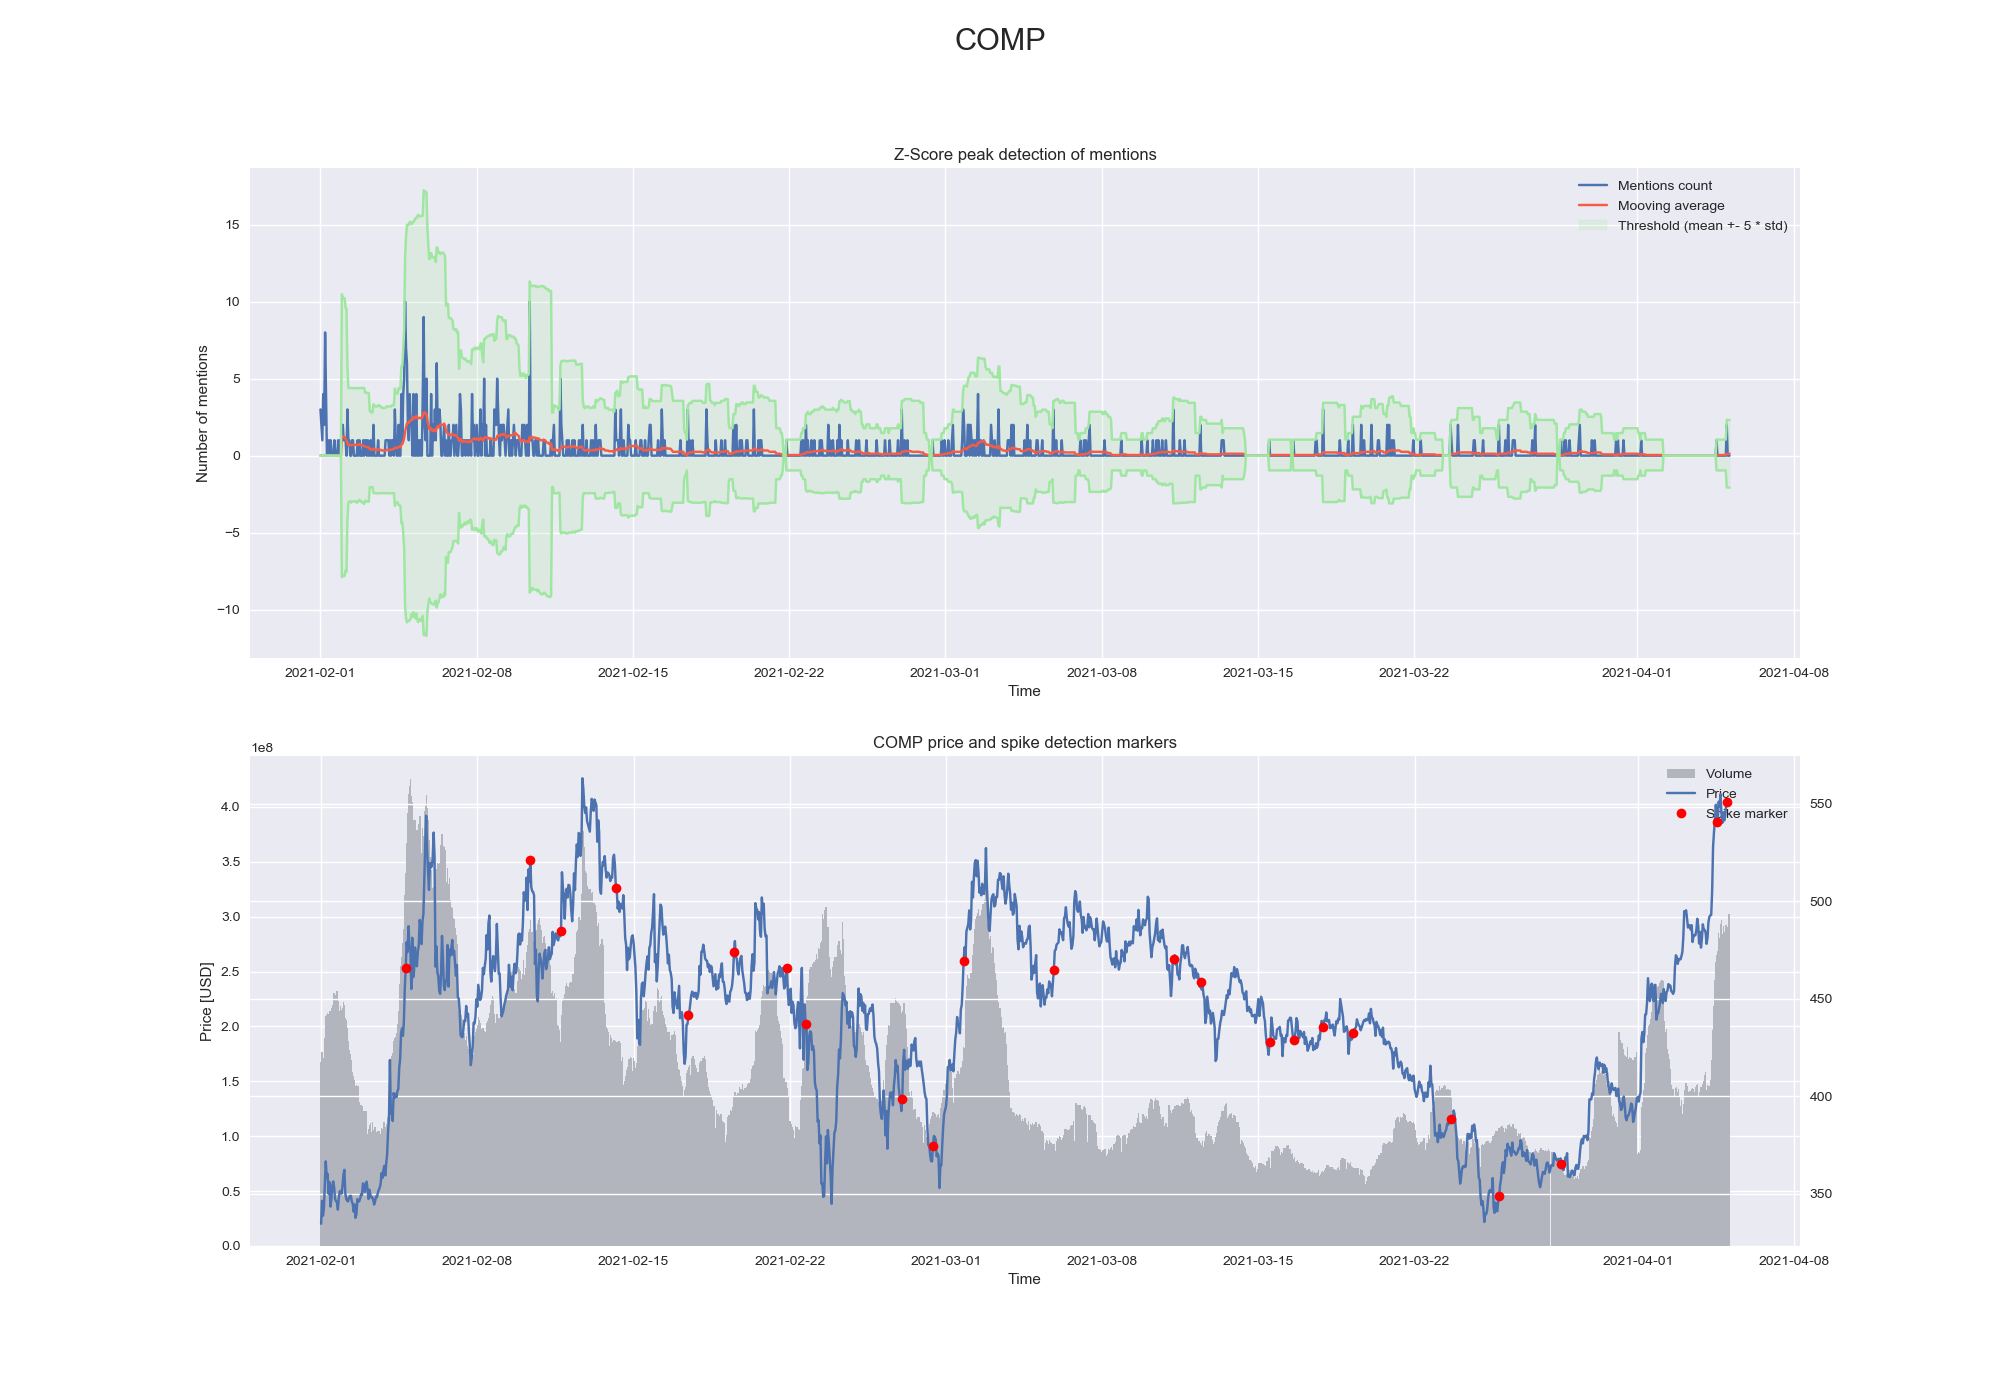 COMP
Z-Score peak detection of mentions
Mentions count
Mooving average
Threshold (mean +- 5 * std)
Number of mentions
15
10
5
0
−5
−10
2021-02-01 2021-02-08 2021-02-15 2021-02-22 2021-03-01 2021-03-08 2021-03-15 2021-03-22 2021-04-01 2021-04-08
Time
COMP price and spike detection markers
1e8
Volume
Price
Spike marker
Price [USD]
4.0
3.5
3.0
2.5
2.0
1.5
1.0
0.5
0.0
550
500
450
400
350
2021-02-01 2021-02-08 2021-02-15 2021-02-22 2021-03-01 2021-03-08 2021-03-15 2021-03-22 2021-04-01 2021-04-08
Time